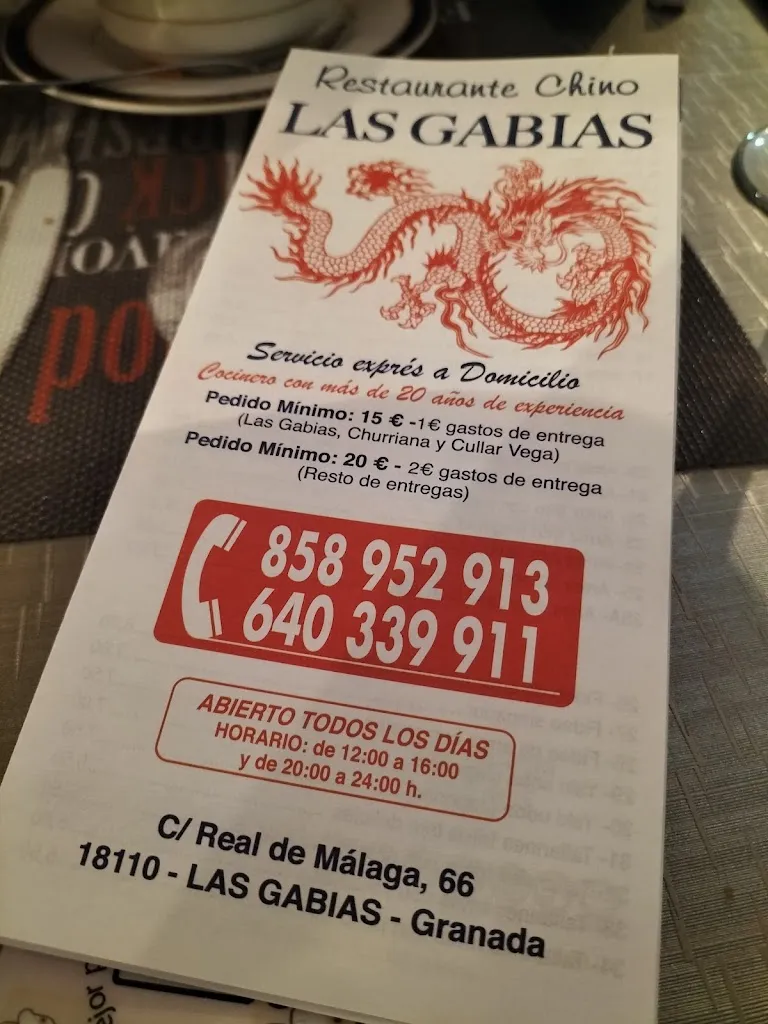 Restaurante Chino
LAS GABIAS
Servicio exprés a Domicilio
Cocinero con más de 20 años de experiencia
Pedido Mínimo: 15 € -1€ gastos de entrega
(Las Gabias, Churriana y Cullar Vega)
Pedido Mínimo: 20 € - 2€ gastos de entrega
(Resto de entregas)
858 952 913
640 339 911
ABIERTO TODOS LOS DÍAS
HORARIO: de 12:00 a 16:00
y de 20:00 a 24:00 h.
C/ Real de Málaga, 66
18110 - LAS GABIAS - Granada